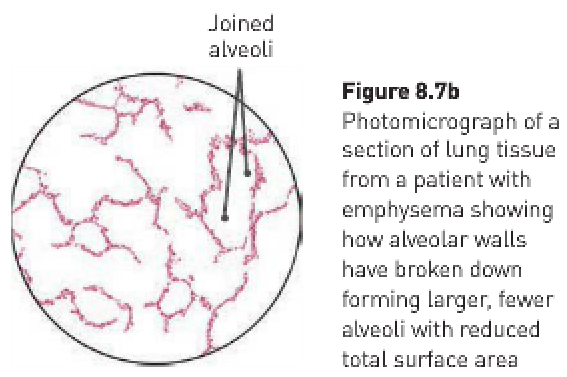 Joined
alveoli
Figure 8.7b
Photomicrograph of a
section of lung tissue
from a patient with
emphysema showing
how alveolar walls
have broken down
forming larger, fewer
alveoli with reduced
total surface area